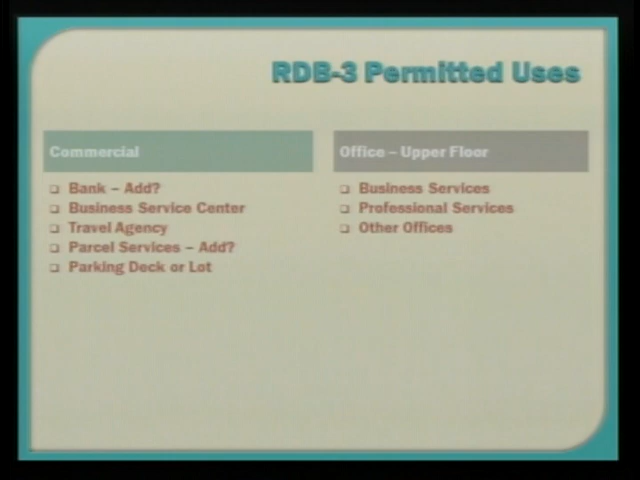 RDB-3 Permitted Uses
Commercial
Bank – Add?
Business Service Center
Travel Agency
Parcel Services – Add?
Parking Deck or Lot
Office – Upper Floor
Business Services
Professional Services
Other Offices